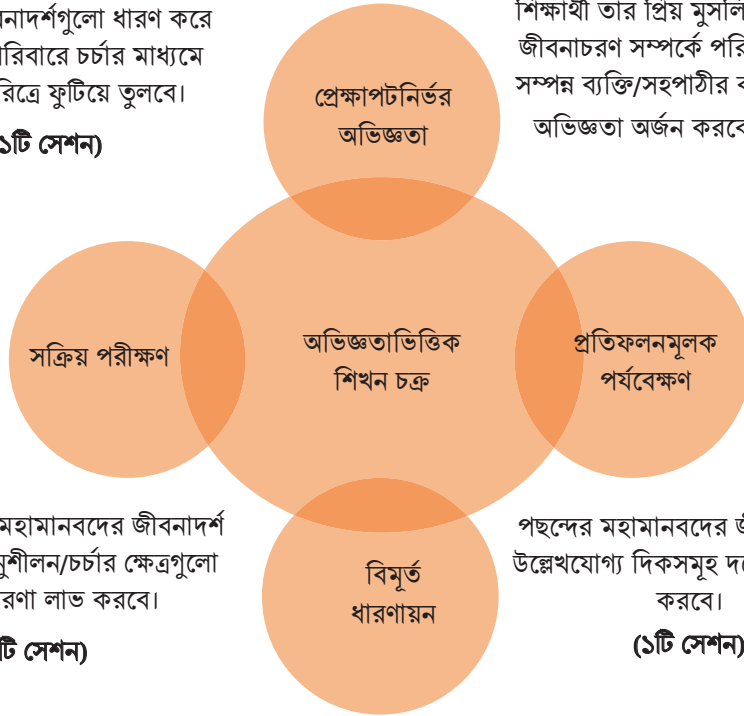 নাদর্শগুলো ধারণ করে
রিবারে চর্চার মাধ্যমে
ফুটিয়ে তুলবে।
১টি সেশন)
প্রেক্ষাপটনির্ভর
অভিজ্ঞতা
শিক্ষার্থী তার প্রিয়
জীবনাচরণ সম্পর্কে
সম্পন্ন ব্যক্তি/সহপাঠীর
অভিজ্ঞতা অর্জন করবে
সক্রিয় পরীক্ষণ
অভিজ্ঞতাভিত্তিক
শিখন চক্র
প্রতিফলনমূলক
পর্যবেক্ষণ
মহামানবদের জীবনাদর্শ
নুশীলন/চর্চার ক্ষেত্রগুলো
রণা লাভ করবে।
টি সেশন)
বিমূর্ত
ধারণায়ন
পছন্দের মহামানবদের
উল্লেখযোগ্য দিকসমূহ
করবে।
(১টি সেশন)